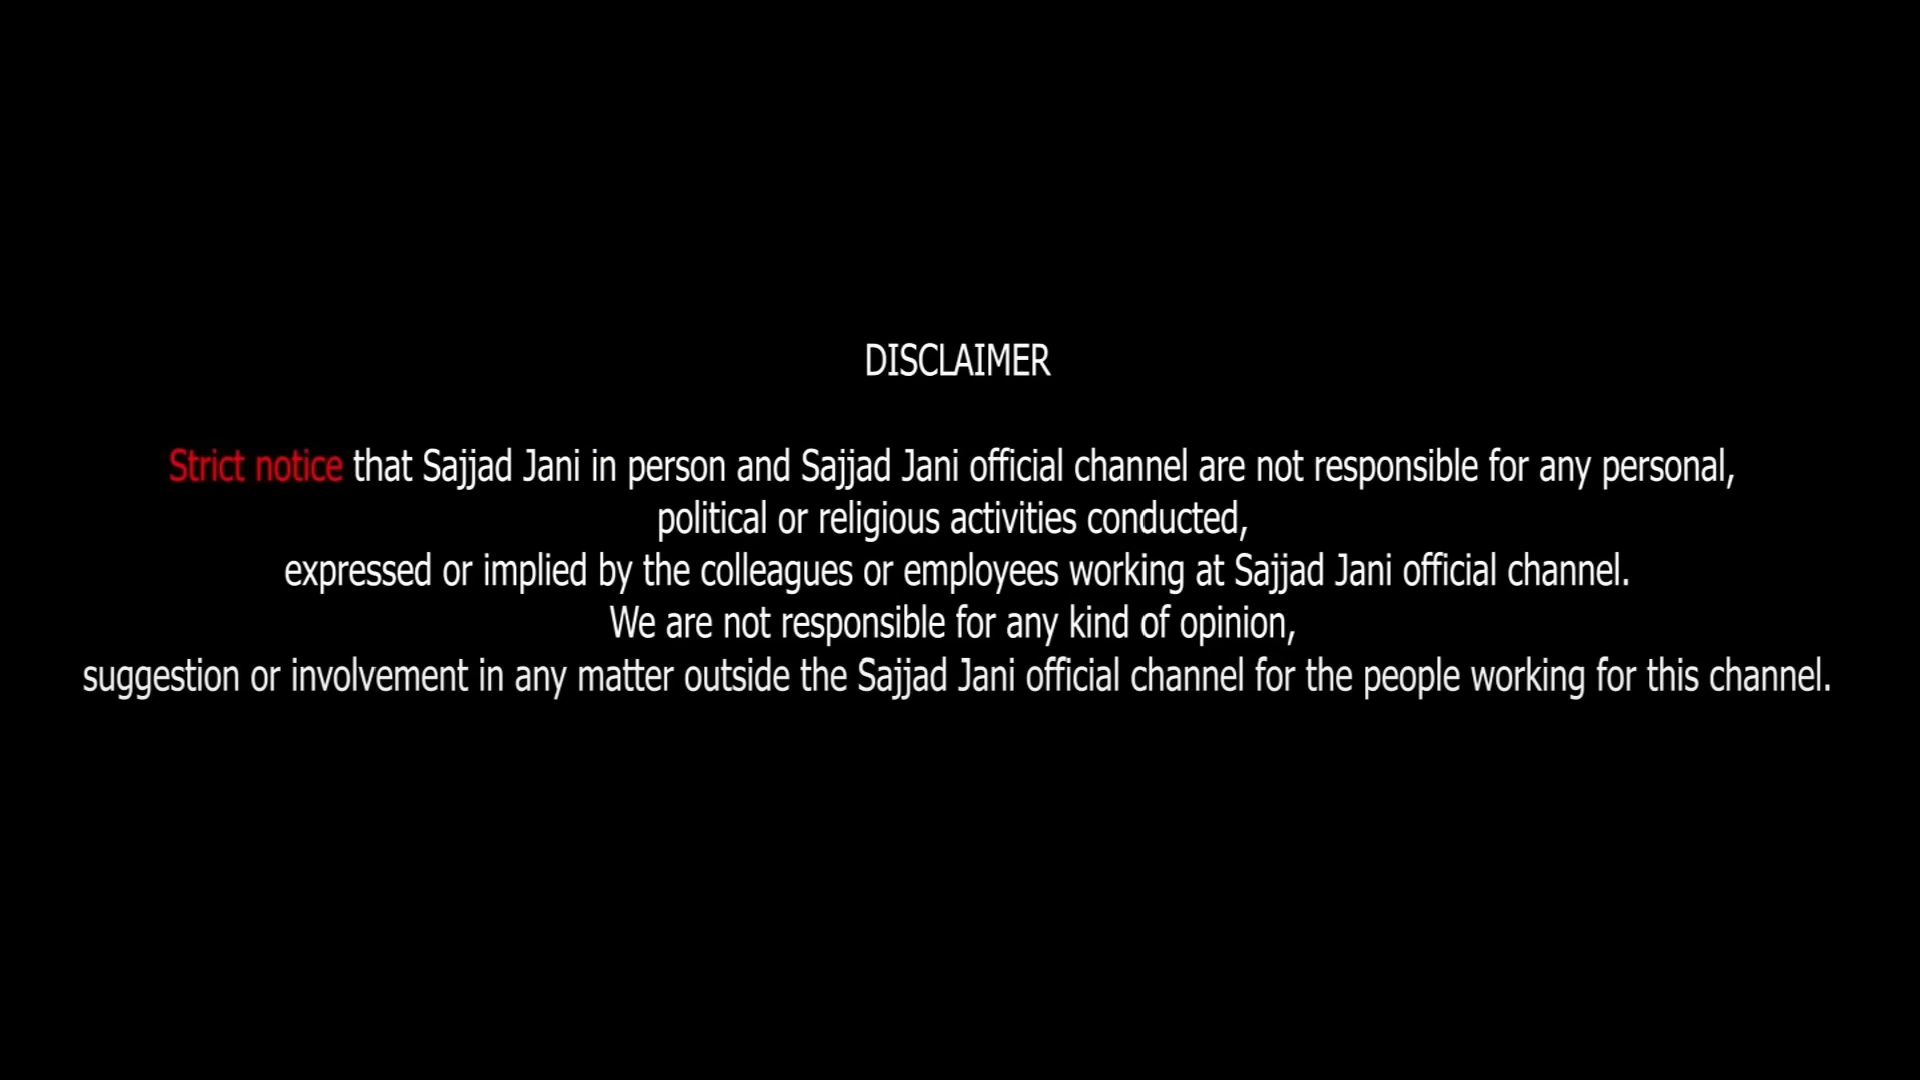 DISCLAIMER
Strict notice that Sajjad Jani in person and Sajjad Jani official channel are not responsible for any personal,
political or religious activities conducted,
expressed or implied by the colleagues or employees working at Sajjad Jani official channel.
We are not responsible for any kind of opinion,
suggestion or involvement in any matter outside the Sajjad Jani official channel for the people working for this channel.